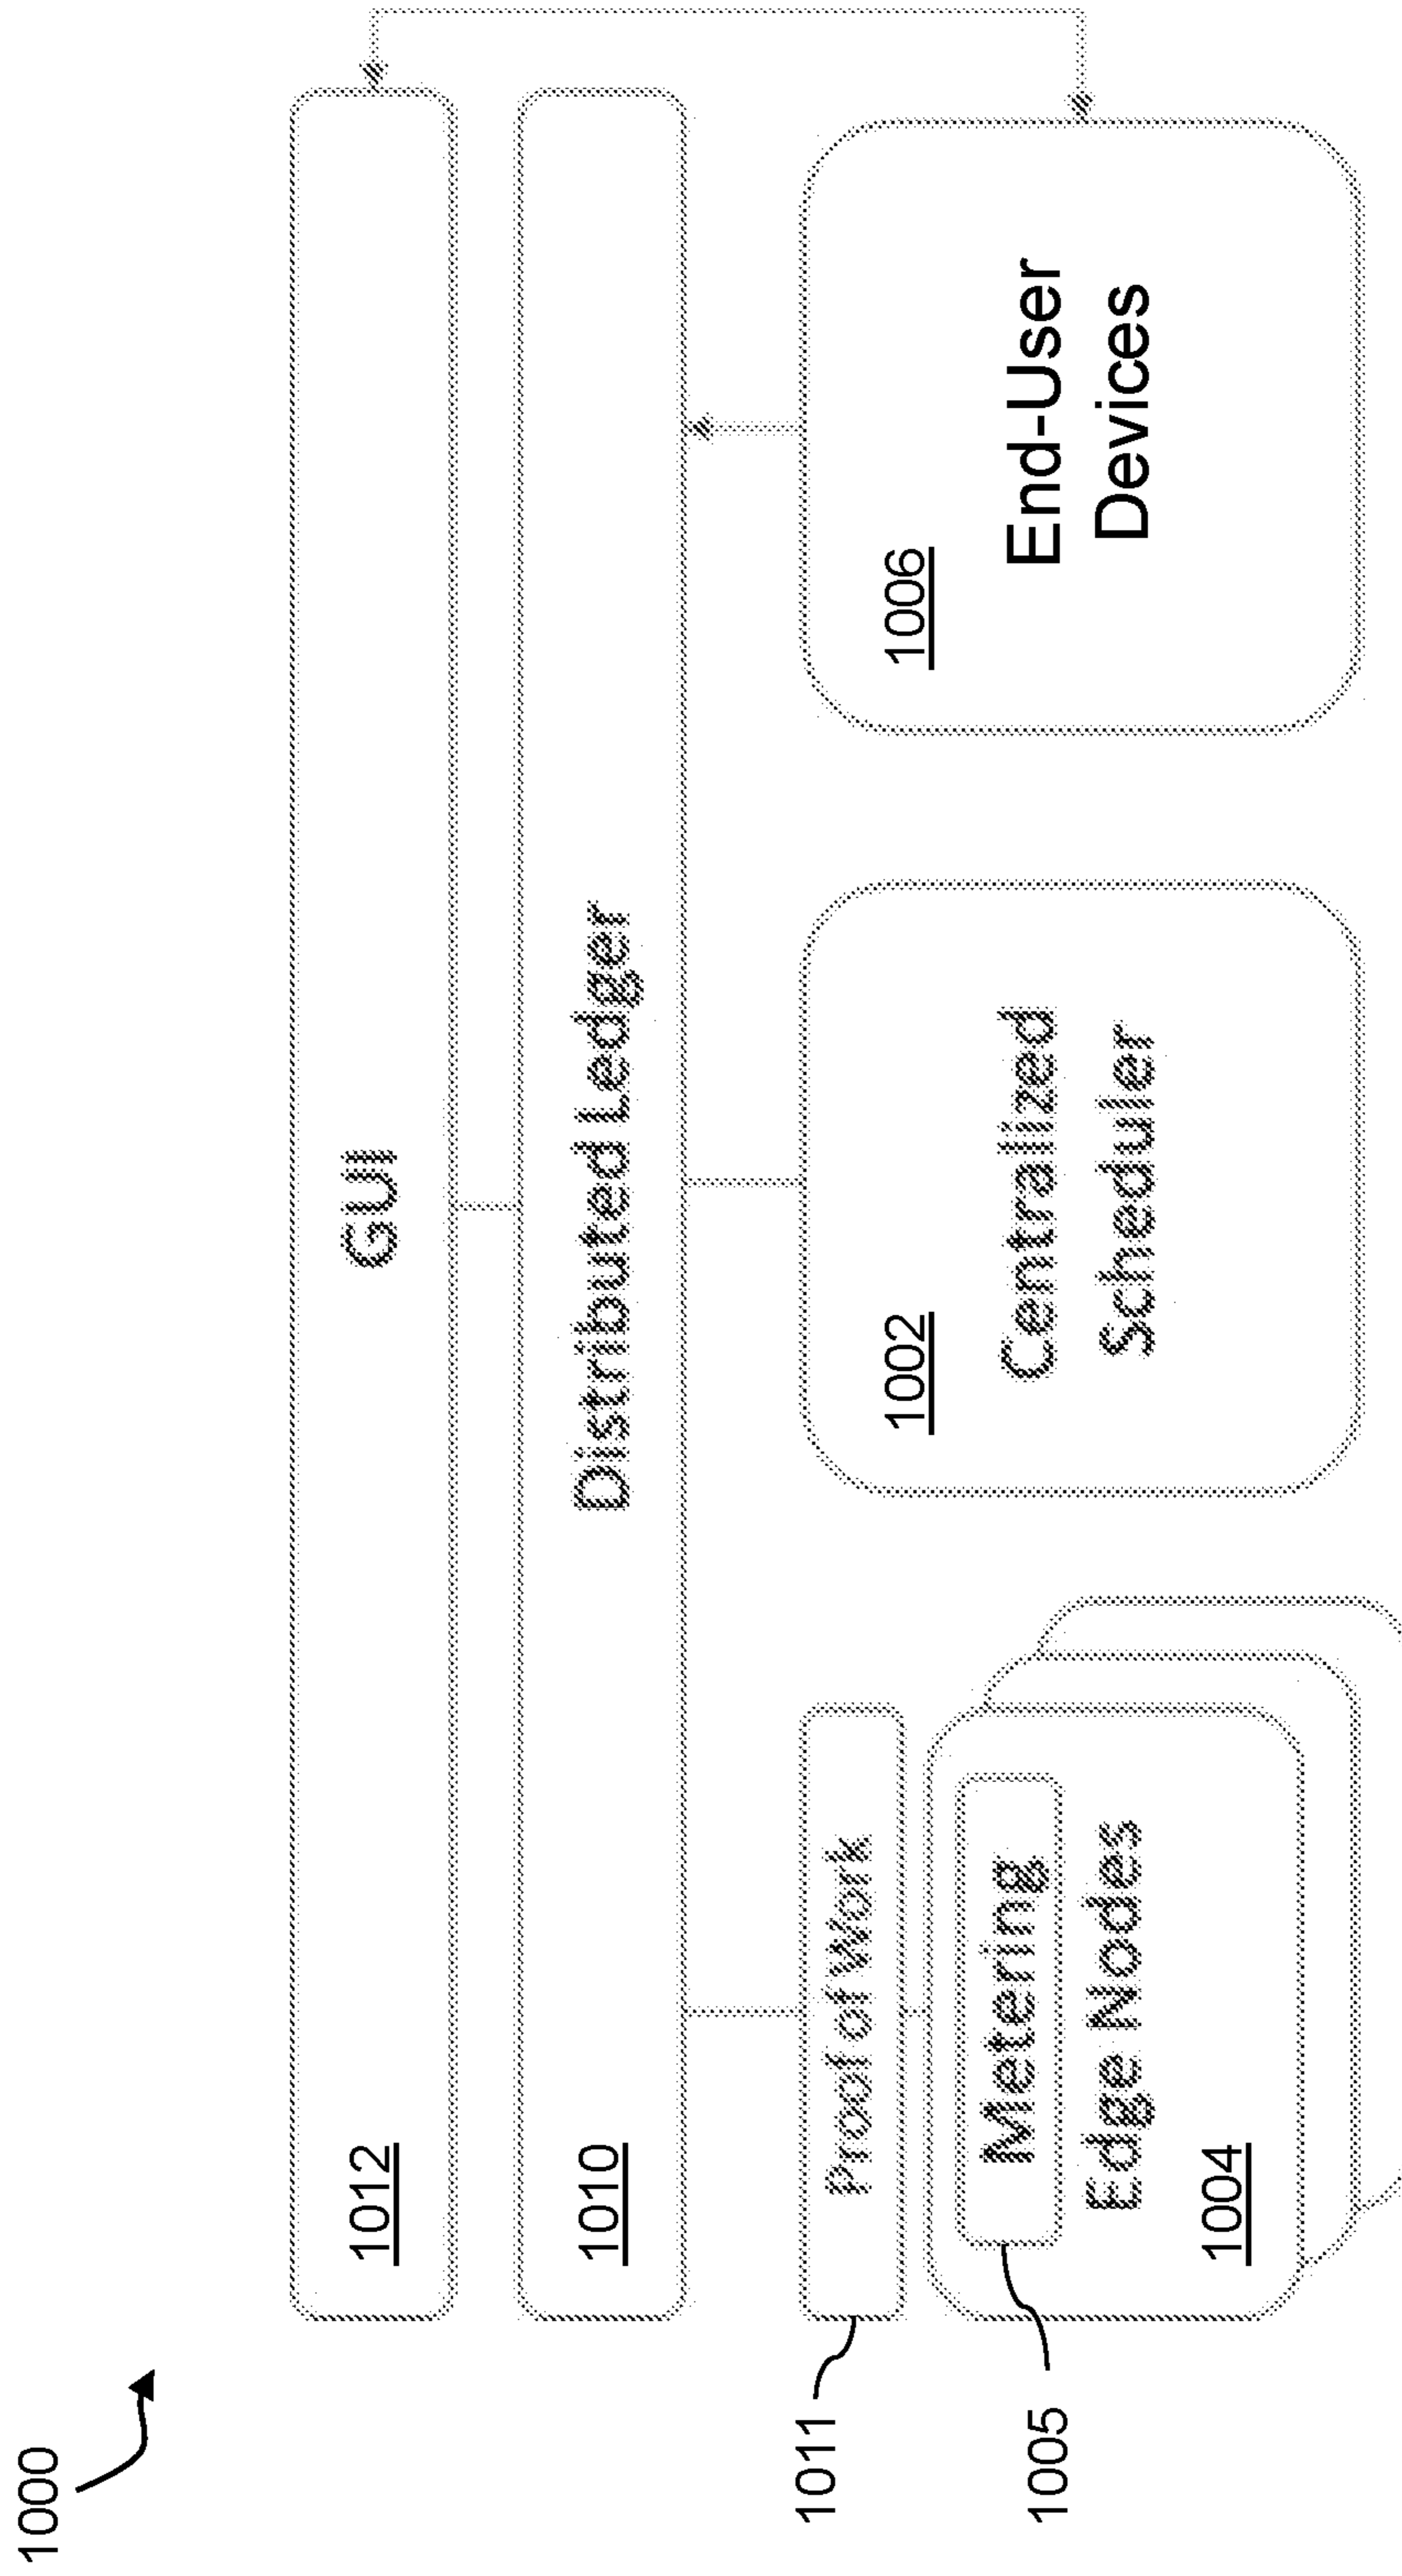 1000
1012
GUI
1010
Distributed Ledger
1011
Proof of Work
1005
Metering
Edge Nodes
1004
1002
Centralized
Scheduler
1006
End-User
Devices